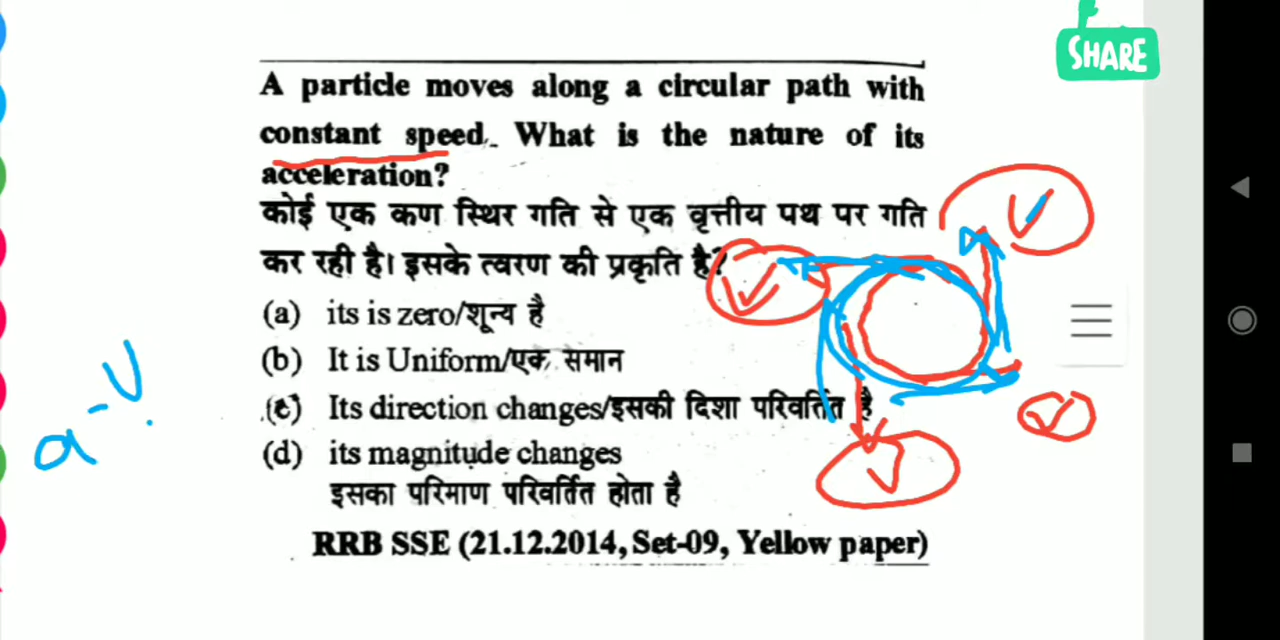 SHARE
A particle moves along a circular path with
constant speed. What is the nature of its
acceleration?
कोई एक कण स्थिर गति से एक वृत्तीय पथ पर गति
कर रही है। इसके त्वरण की प्रकृति है?
(a) its is zero/शून्य है
(b) It is Uniform/एक समान
(c) Its direction changes/इसकी दिशा परिवर्तित है
(d) its magnitude changes
इसका परिमाण परिवर्तित होता है
RRB SSE (21.12.2014, Set-09, Yellow paper)
V
V
V
V
a - V